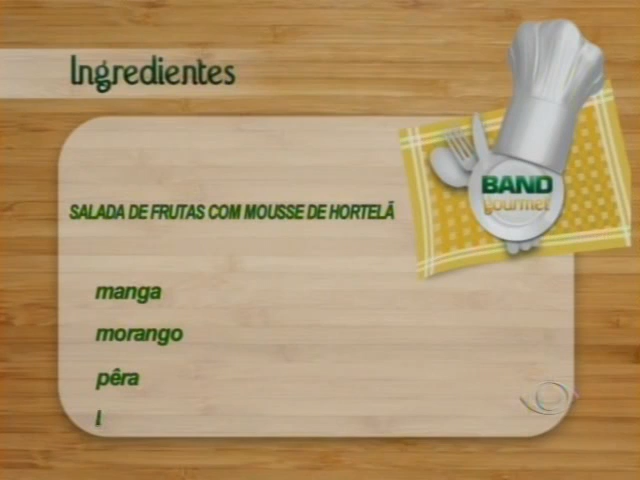 Ingredientes
BAND
gourmet
SALADA DE FRUTAS COM MOUSSE DE HORTELÃ
manga
morango
pêra
l